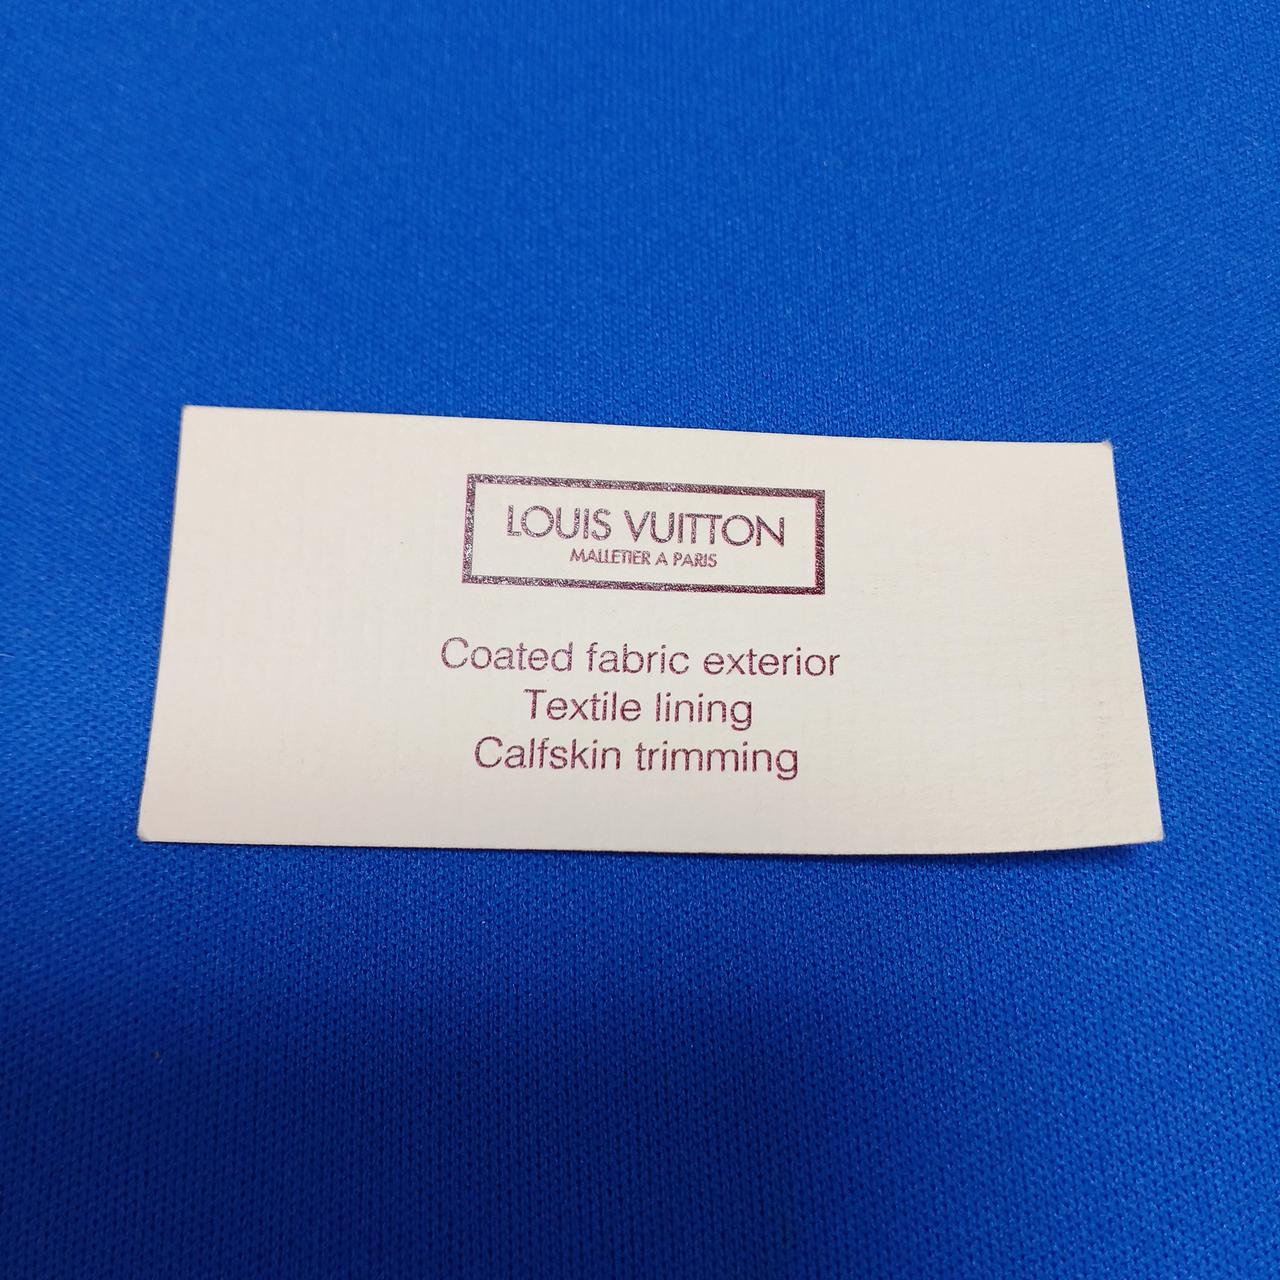 LOUIS VUITTON
MALLETIER A PARIS
Coated fabric exterior
Textile lining
Calfskin trimming